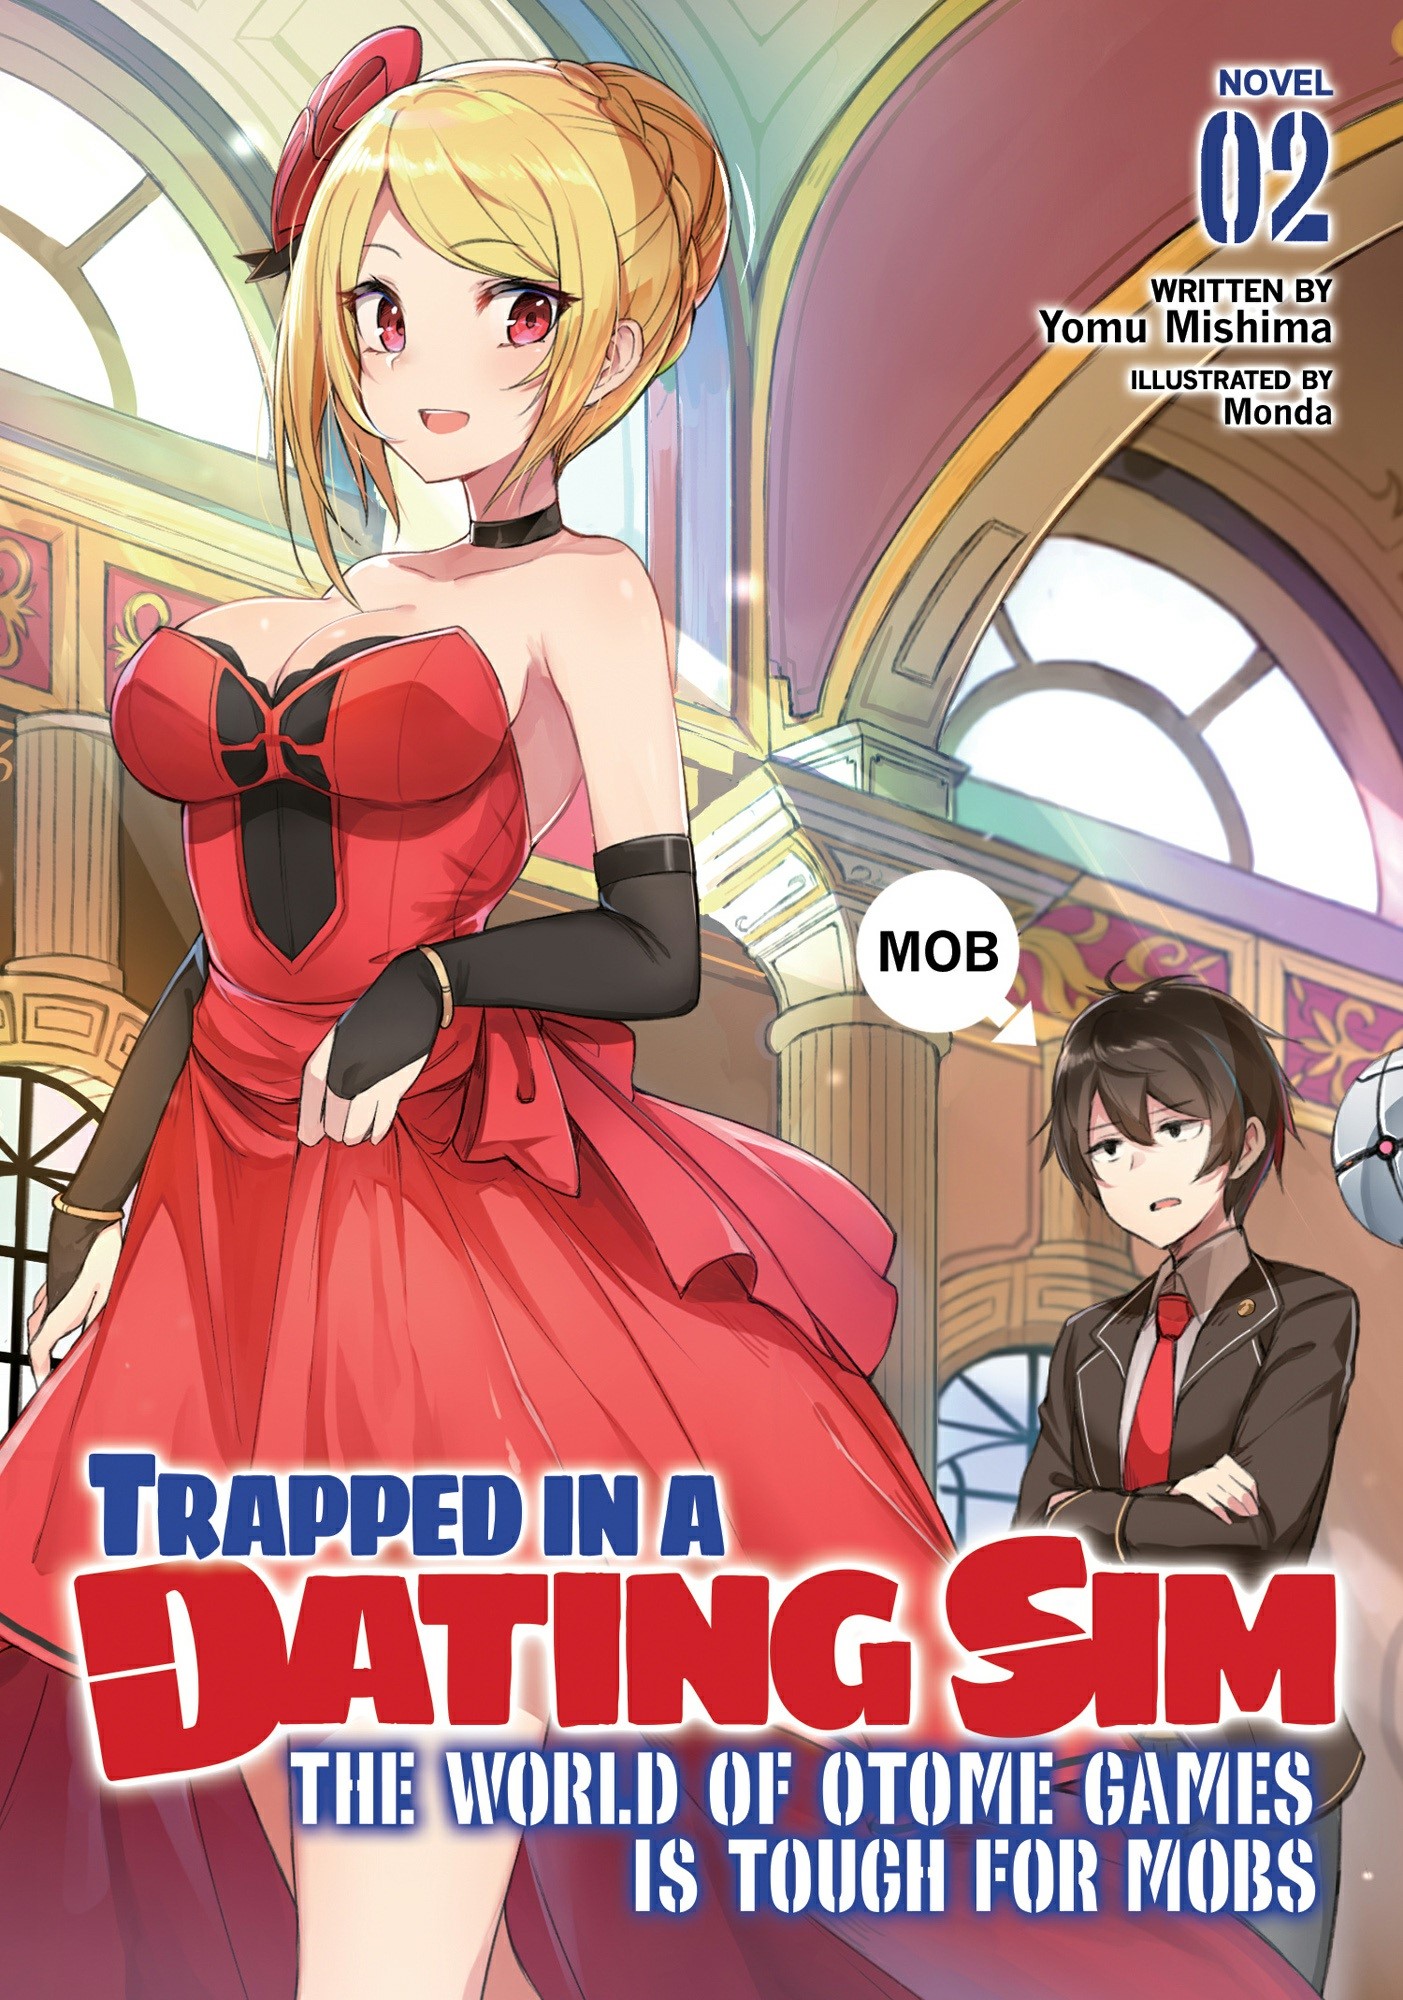 NOVEL
02
WRITTEN BY
Yomu Mishima
ILLUSTRATED BY
Monda
MOB
TRAPPED IN A
DATING SIM
THE WORLD OF OTOME GAMES
IS TOUGH FOR MOBS